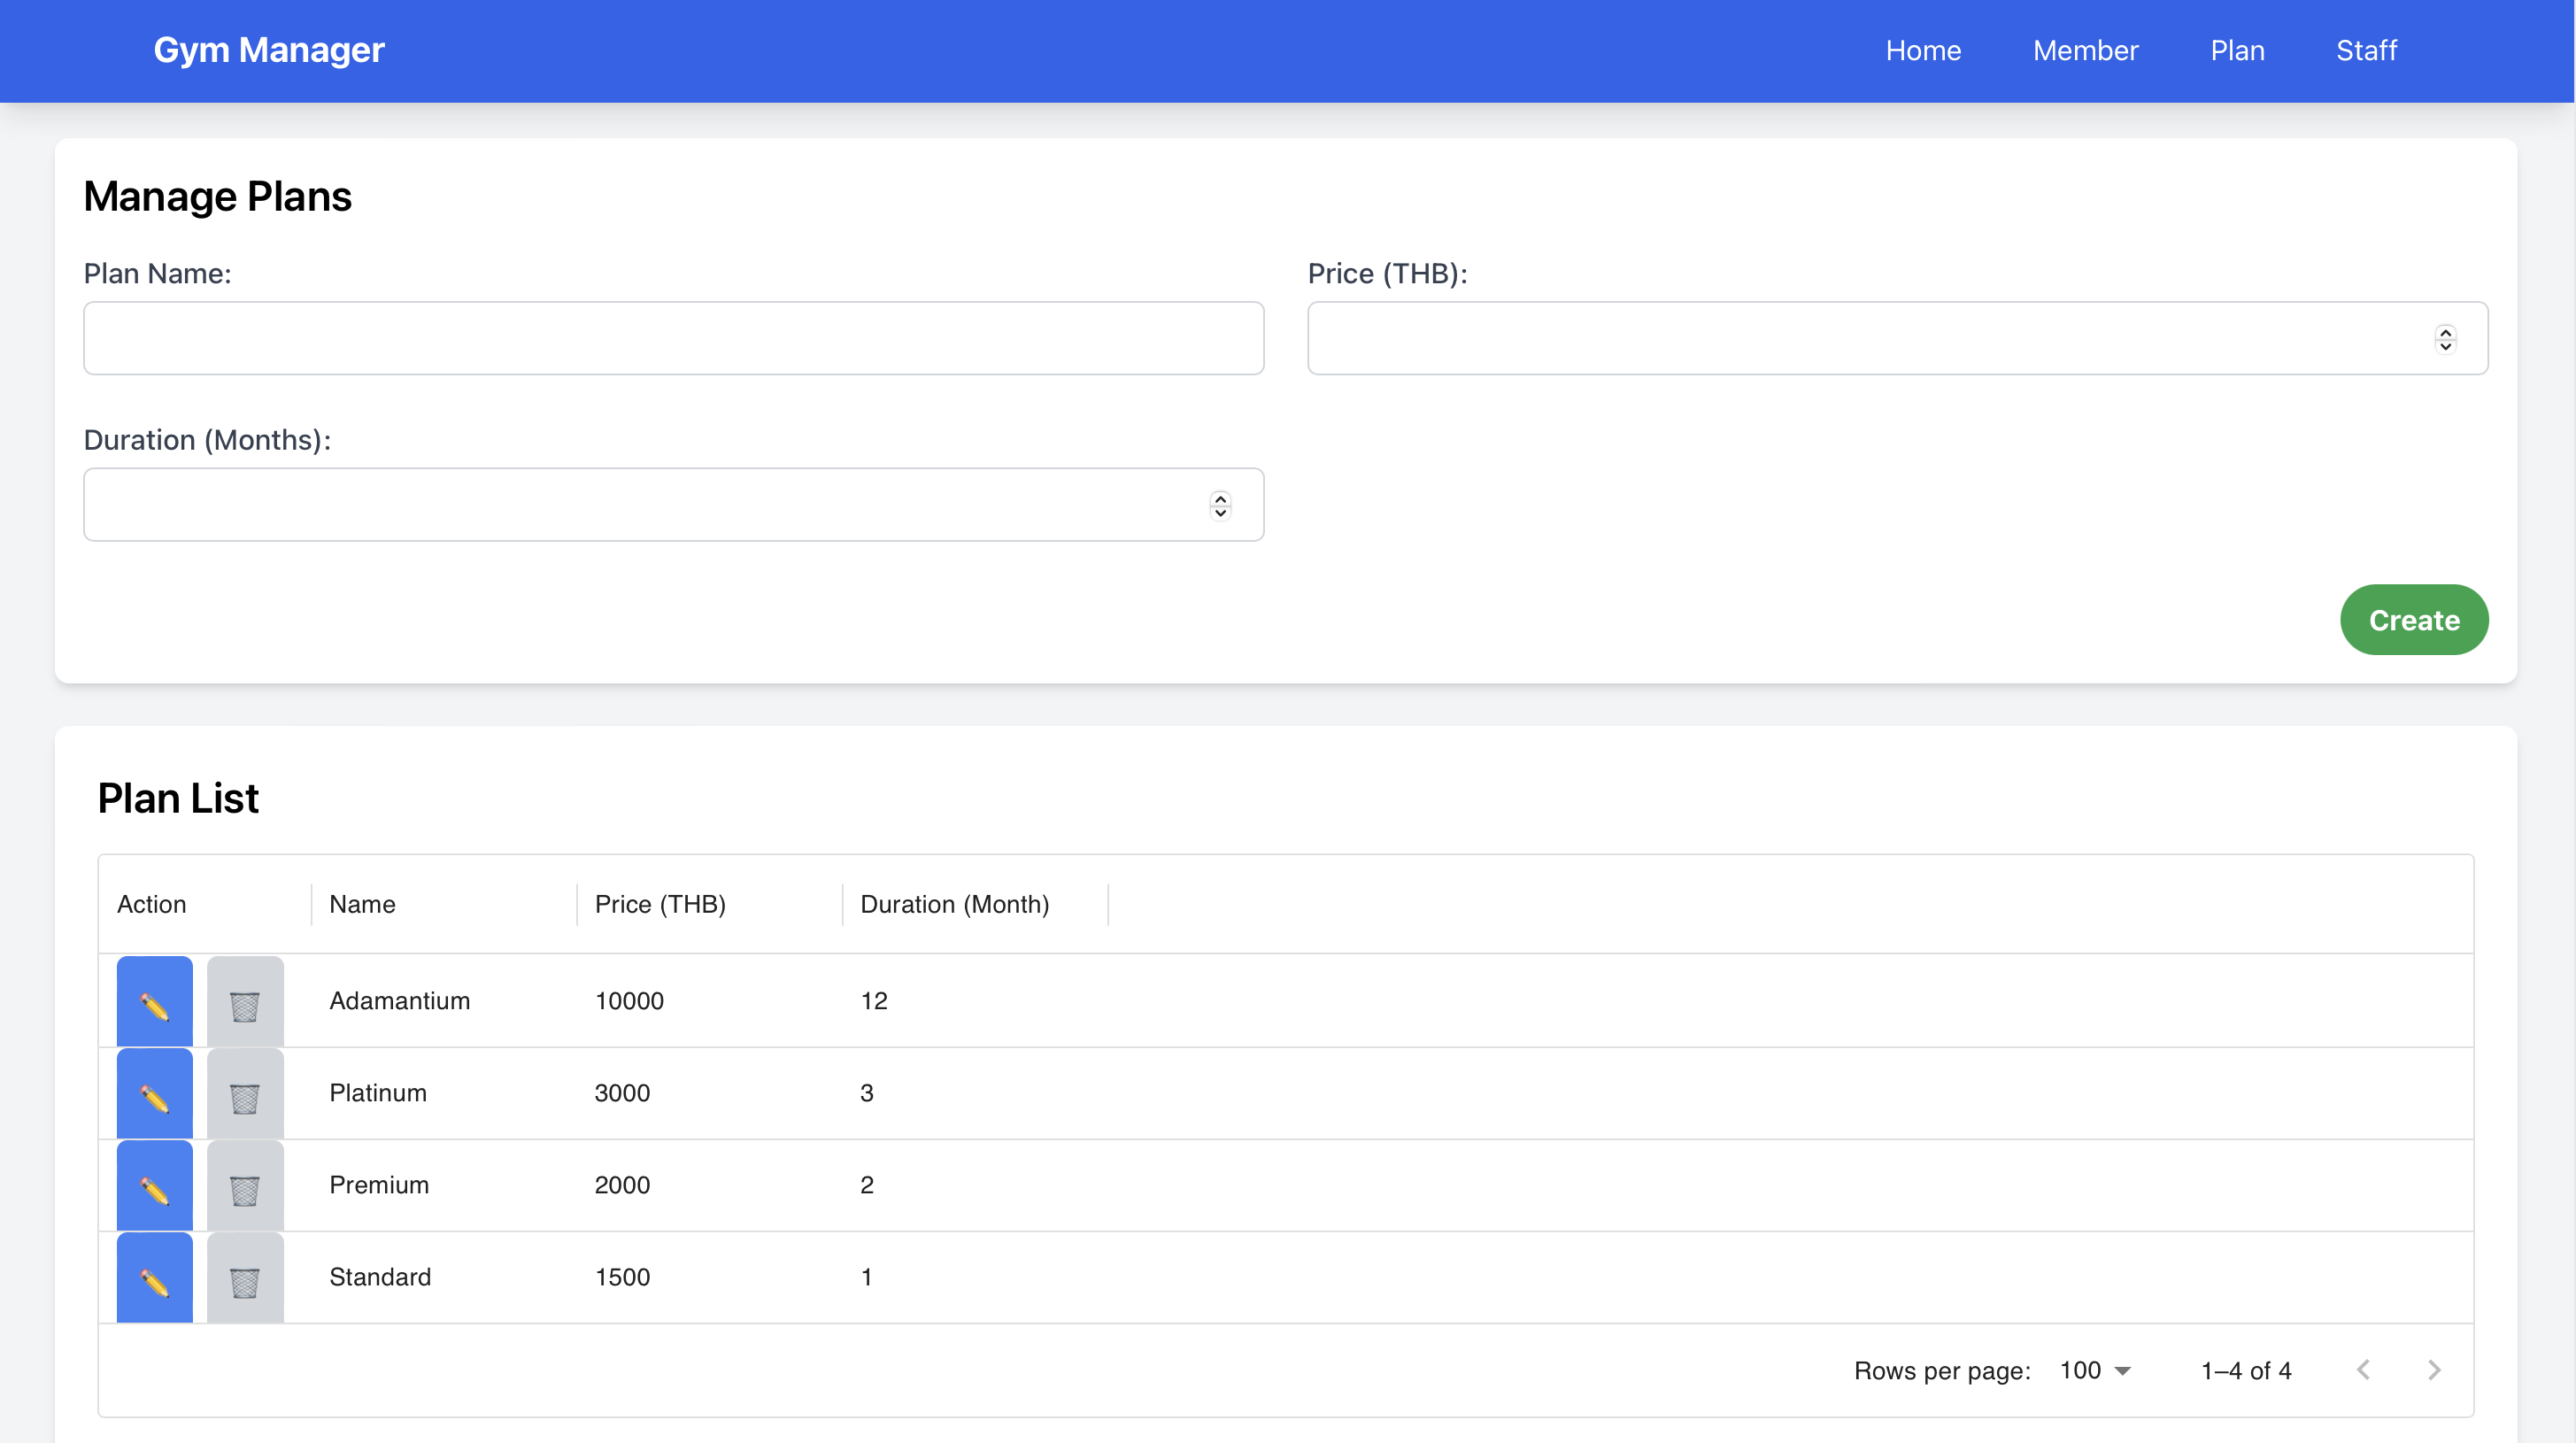 Gym Manager Home Member Plan Staff
Manage Plans
Plan Name: Price (THB):
Duration (Months):
Create
Plan List
Action Name Price (THB) Duration (Month)
Adamantium 10000 12
Platinum 3000 3
Premium 2000 2
Standard 1500 1
Rows per page: 100 1–4 of 4